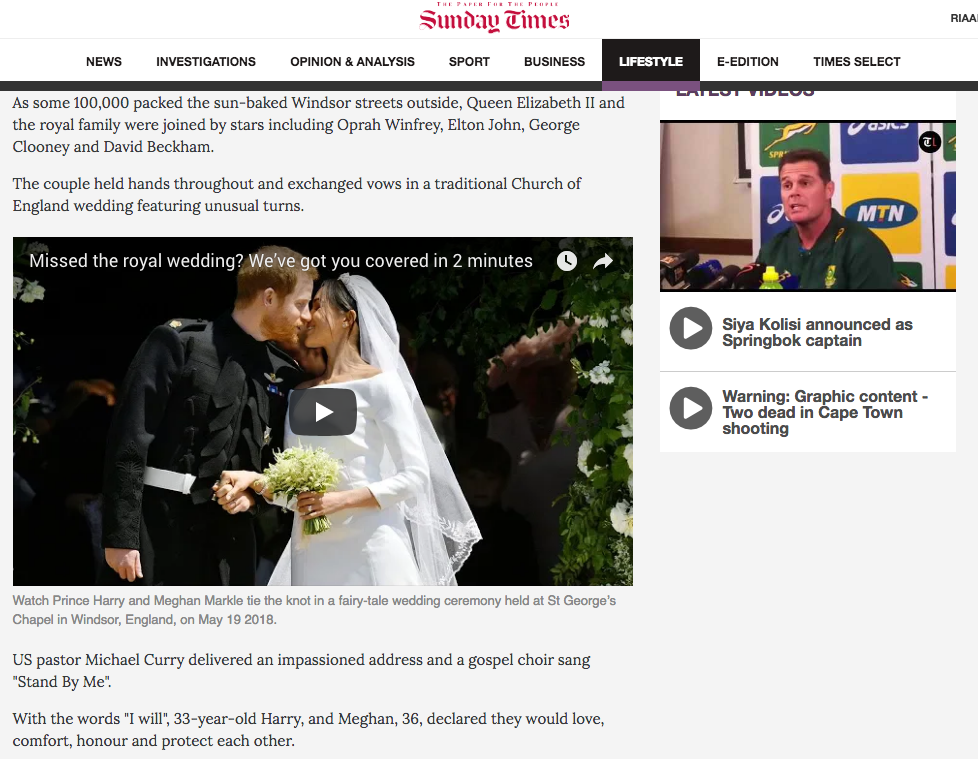 THE PAPER FOR THE PEOPLE
Sunday Times
RIAA
NEWS INVESTIGATIONS OPINION & ANALYSIS SPORT BUSINESS LIFESTYLE E-EDITION TIMES SELECT
As some 100,000 packed the sun-baked Windsor streets outside, Queen Elizabeth II and
the royal family were joined by stars including Oprah Winfrey, Elton John, George
Clooney and David Beckham.
The couple held hands throughout and exchanged vows in a traditional Church of
England wedding featuring unusual turns.
Missed the royal wedding? We've got you covered in 2 minutes
Watch Prince Harry and Meghan Markle tie the knot in a fairy-tale wedding ceremony held at St George's
Chapel in Windsor, England, on May 19 2018.
US pastor Michael Curry delivered an impassioned address and a gospel choir sang
"Stand By Me".
With the words "I will", 33-year-old Harry, and Meghan, 36, declared they would love,
comfort, honour and protect each other.
LATEST VIDEOS
asics
SPR
MTN
Siya Kolisi announced as
Springbok captain
Warning: Graphic content -
Two dead in Cape Town
shooting